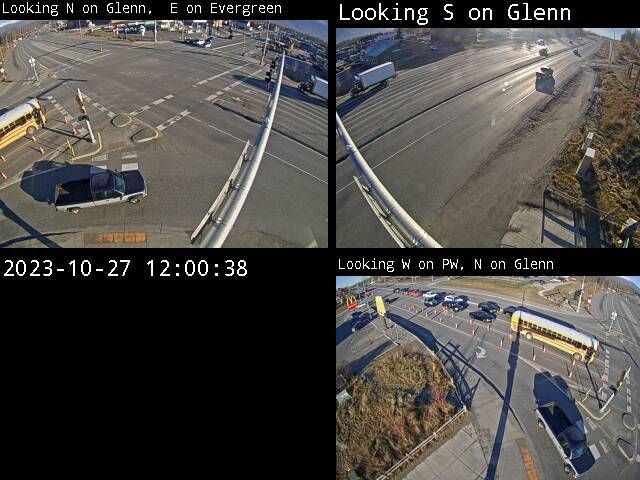 Looking N on Glenn,  E on Evergreen
Looking S on Glenn
2023-10-27 12:00:38
Looking W on PW, N on Glenn